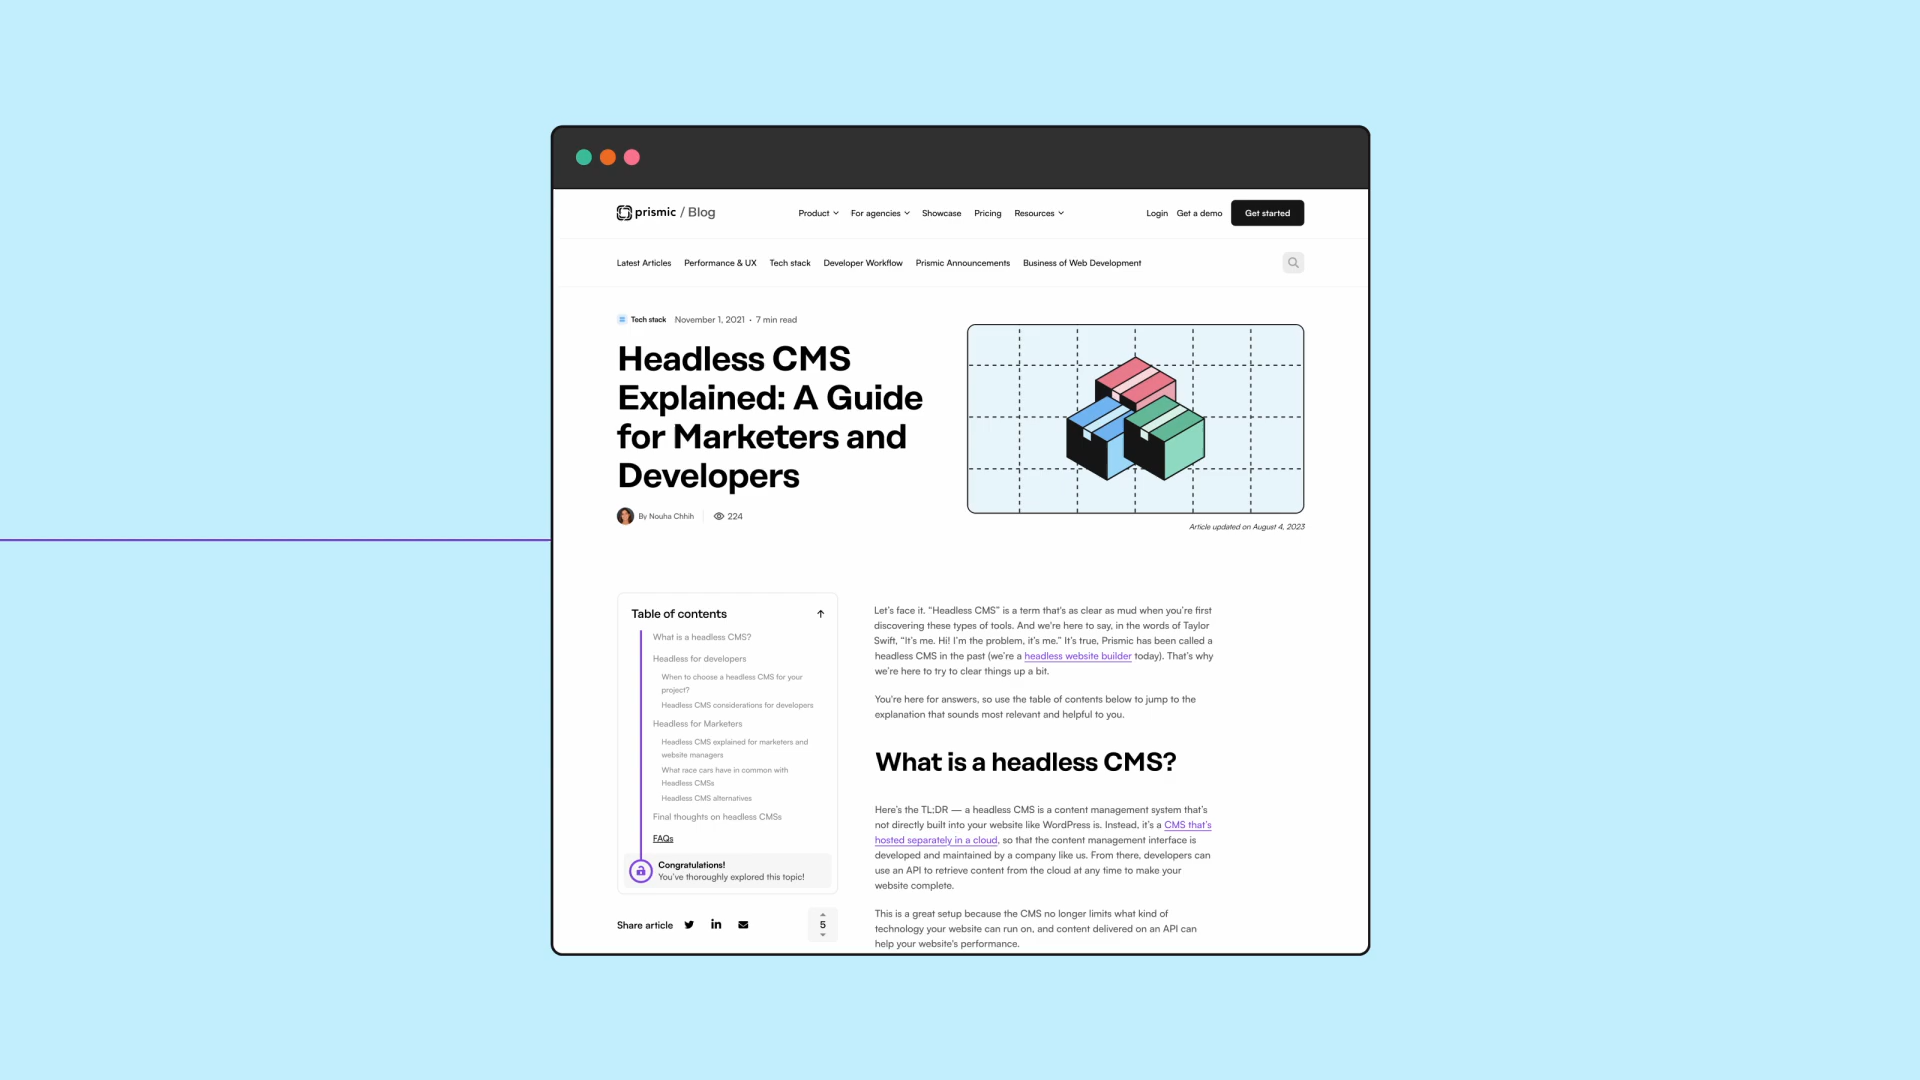 prismic / Blog
Product For agencies Showcase Pricing Resources
Login Get a demo Get started
Latest Articles Performance & UX Tech stack Developer Workflow Prismic Announcements Business of Web Development
Tech stack November 1, 2021 · 7 min read
Headless CMS
Explained: A Guide
for Marketers and
Developers
By Nouha Chhih 224
Article updated on August 4, 2023
Table of contents
What is a headless CMS?
Headless for developers
When to choose a headless CMS for your
project?
Headless CMS considerations for developers
Headless for Marketers
Headless CMS explained for marketers and
website managers
What race cars have in common with
Headless CMSs
Headless CMS alternatives
Final thoughts on headless CMSs
FAQs
Congratulations!
You've thoroughly explored this topic!
Share article
5
Let's face it. “Headless CMS” is a term that's as clear as mud when you're first
discovering these types of tools. And we're here to say, in the words of Taylor
Swift, “It's me. Hi! I'm the problem, it's me.” It's true, Prismic has been called a
headless CMS in the past (we're a headless website builder today). That's why
we're here to try to clear things up a bit.
You're here for answers, so use the table of contents below to jump to the
explanation that sounds most relevant and helpful to you.
What is a headless CMS?
Here's the TL;DR — a headless CMS is a content management system that's
not directly built into your website like WordPress is. Instead, it's a CMS that's
hosted separately in a cloud, so that the content management interface is
developed and maintained by a company like us. From there, developers can
use an API to retrieve content from the cloud at any time to make your
website complete.
This is a great setup because the CMS no longer limits what kind of
technology your website can run on, and content delivered on an API can
help your website's performance.